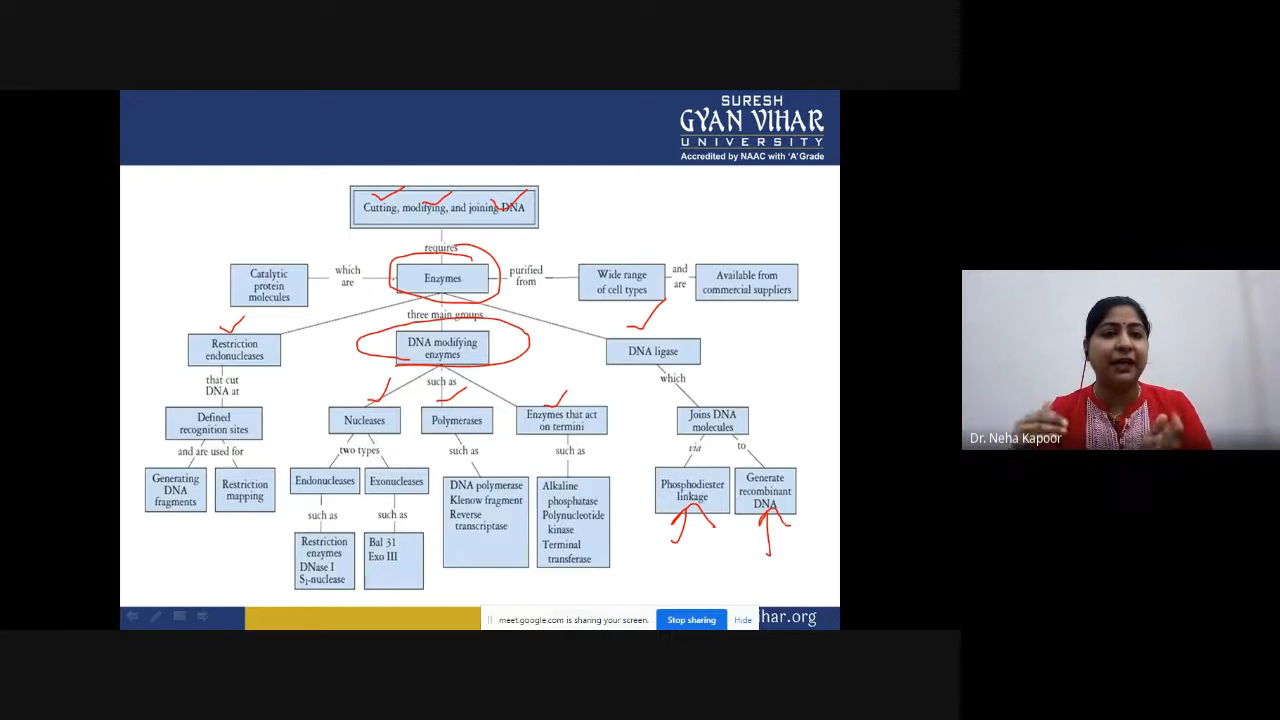 SURESH
GYAN VIHAR
UNIVERSITY
Accredited by NAAC with 'A' Grade
Cutting, modifying, and joining DNA
requires
Catalytic
protein
molecules
which
are
Enzymes
purified
from
Wide range
of cell types
and
are
Available from
commercial suppliers
three main groups
Restriction
endonucleases
DNA modifying
enzymes
DNA ligase
that cut
DNA at
such as
which
Defined
recognition sites
Nucleases
Polymerases
Enzymes that act
on termini
Joins DNA
molecules
and are used for
two types
such as
such as
via
to
Generating
DNA
fragments
Restriction
mapping
Endonucleases
Exonucleases
DNA polymerase
Klenow fragment
Reverse
transcriptase
Alkaline
phosphatase
Polynucleotide
kinase
Terminal
transferase
Phosphodiester
linkage
Generate
recombinant
DNA
such as
such as
Restriction
enzymes
DNase I
S1-nuclease
Bal 31
Exo III
Dr. Neha Kapoor
meet.google.com is sharing your screen.
Stop sharing
Hide
ihar.org